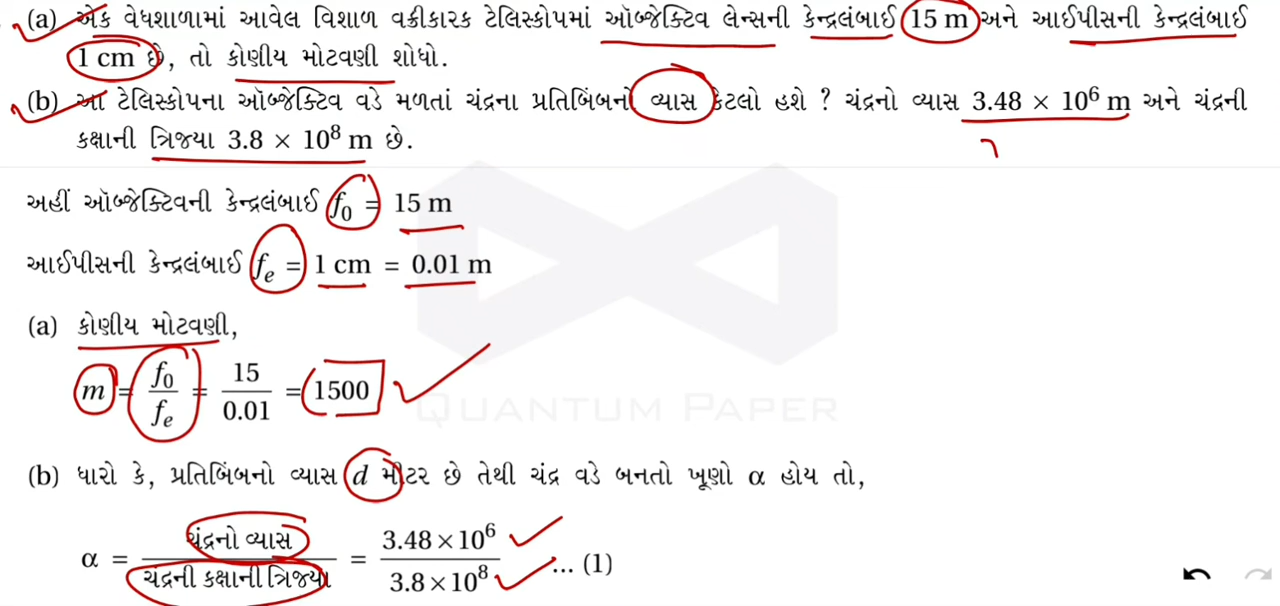 (a) એક વેધશાળામાં આવેલ વિશાળ વક્રીકારક ટેલિસ્કોપમાં ઑબ્જેક્ટિવ લેન્સની કેન્દ્રલંબાઈ 15 m અને આઈપીસની કેન્દ્રલંબાઈ
1 cm છે, તો કોણીય મોટવણી શોધો.
(b) આ ટેલિસ્કોપના ઑબ્જેક્ટિવ વડે મળતાં ચંદ્રના પ્રતિબિંબનો વ્યાસ કેટલો હશે ? ચંદ્રનો વ્યાસ 3.48 × 10⁶ m અને ચંદ્રની
કક્ષાની ત્રિજ્યા 3.8 × 10⁸ m છે.
અહીં ઑબ્જેક્ટિવની કેન્દ્રલંબાઈ f₀ = 15 m
આઈપીસની કેન્દ્રલંબાઈ fₑ = 1 cm = 0.01 m
(a) કોણીય મોટવણી,
m = f₀/fₑ = 15/0.01 = 1500
QUANTUM PAPER
(b) ધારો કે, પ્રતિબિંબનો વ્યાસ d મીટર છે તેથી ચંદ્ર વડે બનતો ખૂણો α હોય તો,
α = ચંદ્રનો વ્યાસ/ચંદ્રની કક્ષાની ત્રિજ્યા = 3.48×10⁶/3.8×10⁸ ... (1)